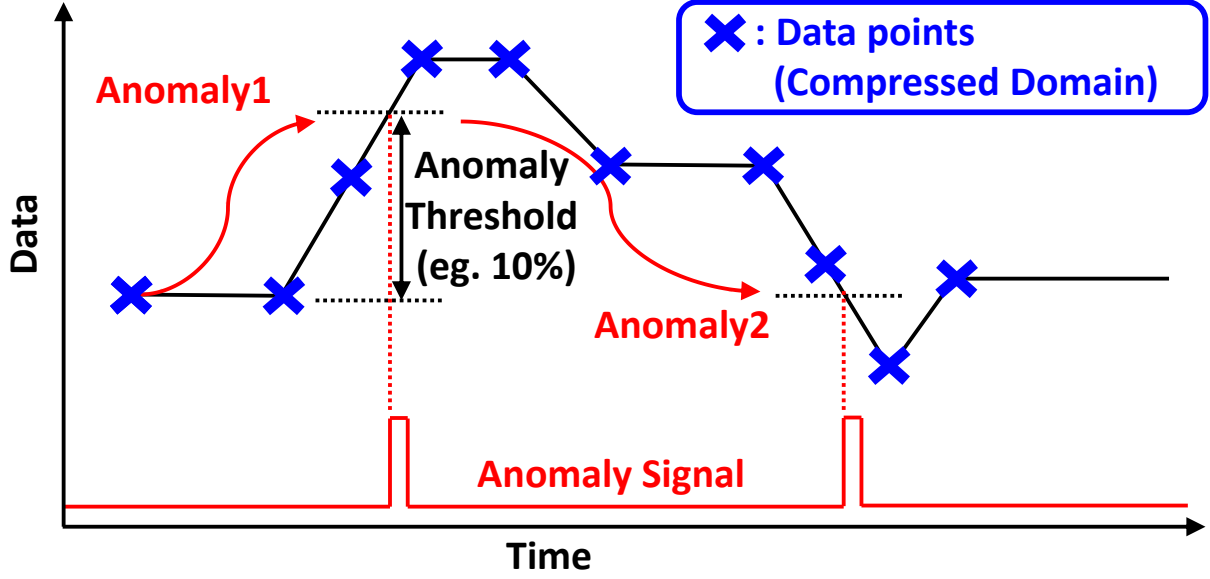 : Data points
(Compressed Domain)
Anomaly1
Anomaly
Threshold
(eg. 10%)
Data
Anomaly2
Anomaly Signal
Time